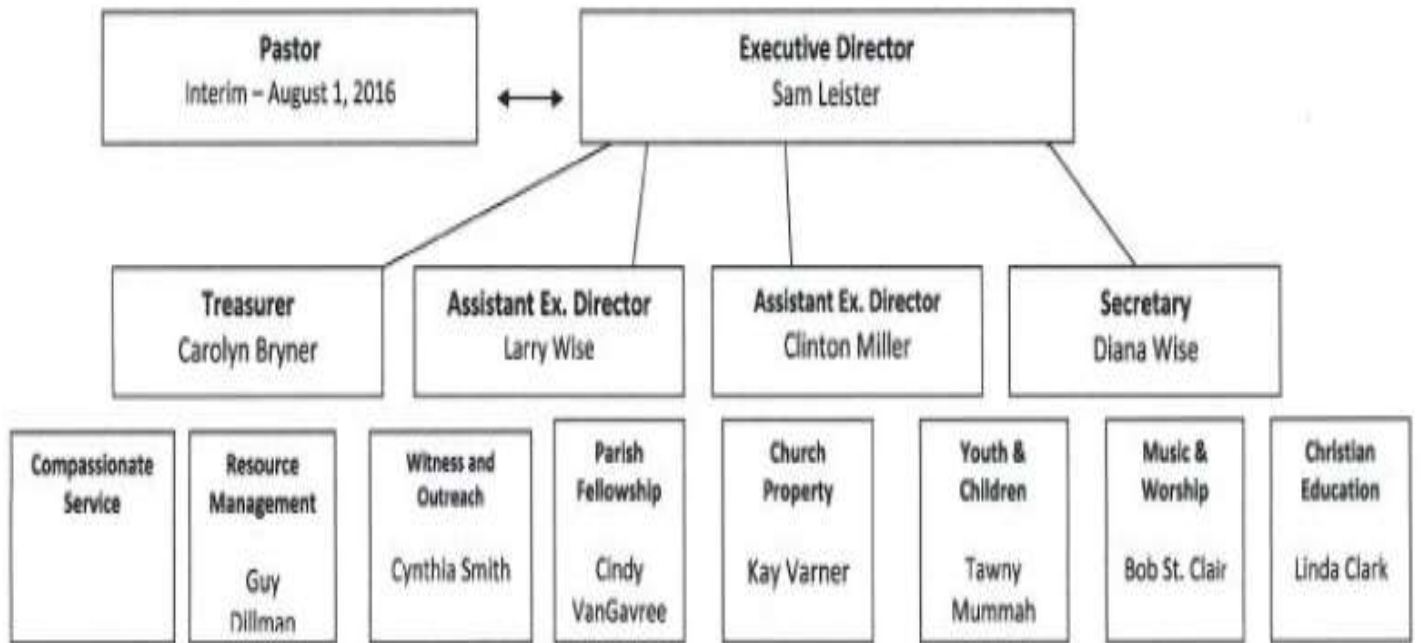 Pastor
Interim – August 1, 2016
Executive Director
Sam Leister
Treasurer
Carolyn Bryner
Assistant Ex. Director
Larry Wise
Assistant Ex. Director
Clinton Miller
Secretary
Diana Wise
Compassionate
Service
Resource
Management
Guy
Dillman
Witness and
Outreach
Cynthia Smith
Parish
Fellowship
Cindy
VanGavree
Church
Property
Kay Varner
Youth &
Children
Tawny
Mummah
Music &
Worship
Bob St. Clair
Christian
Education
Linda Clark